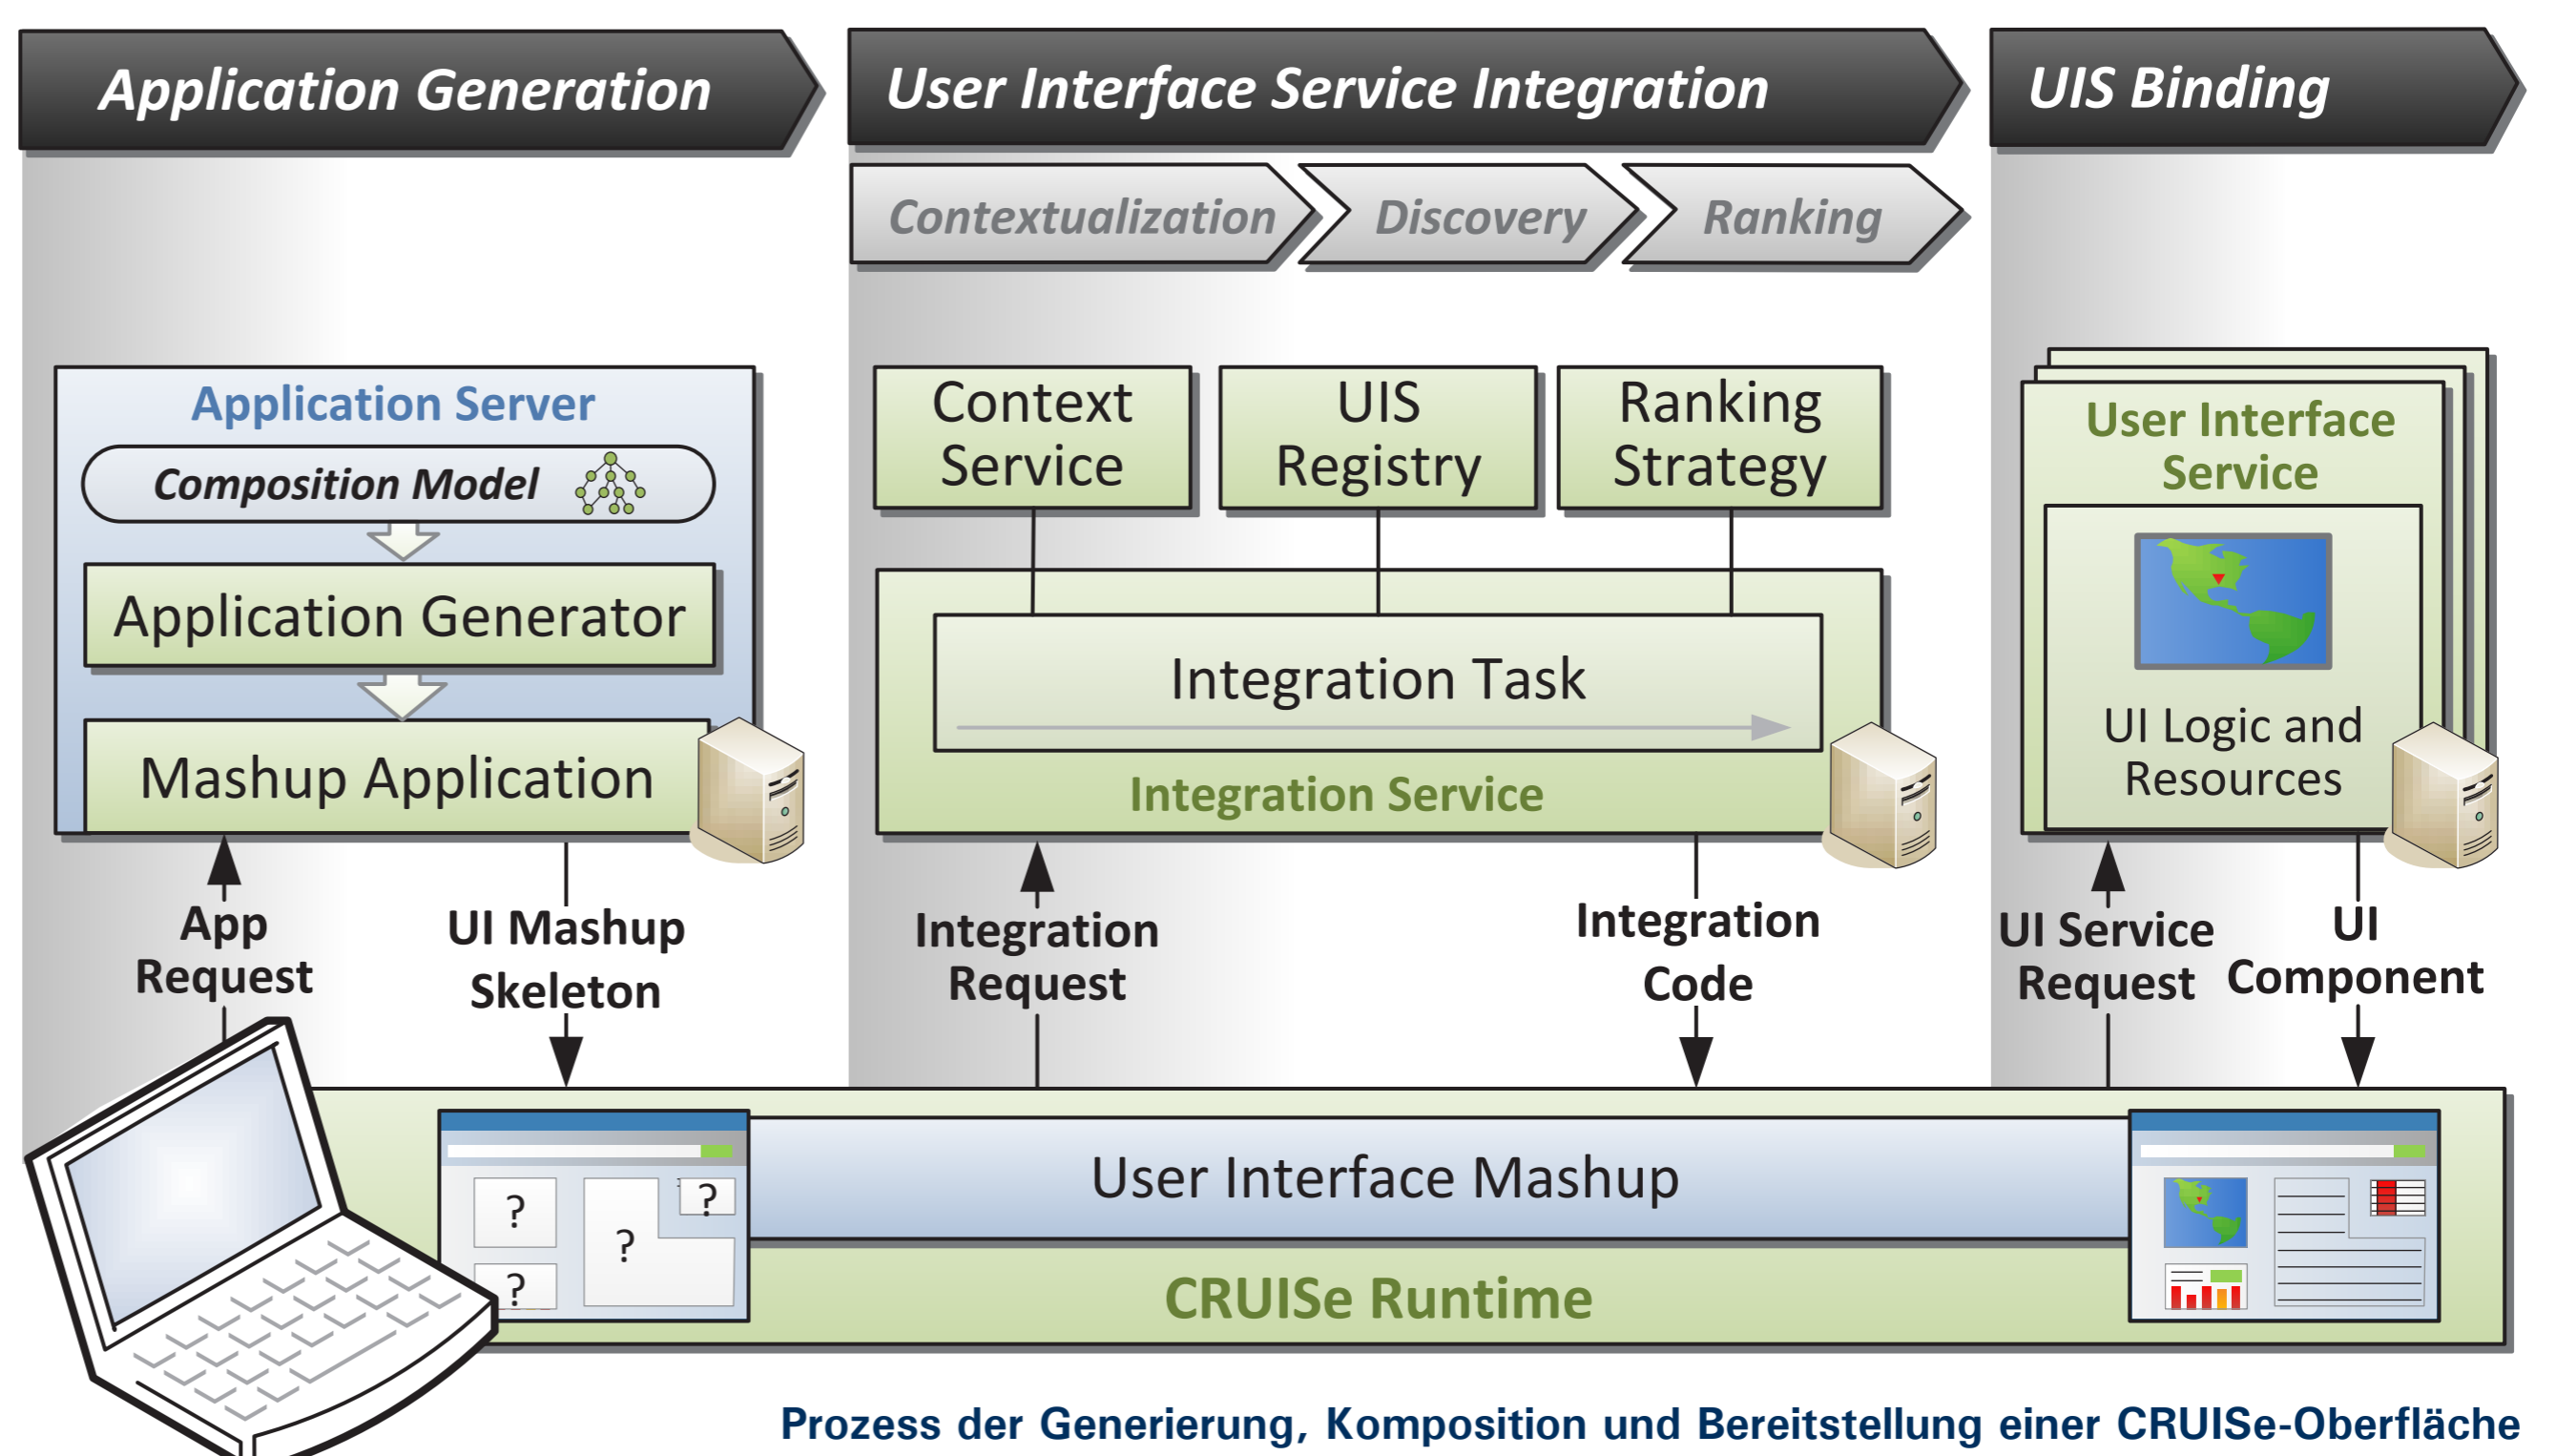 Application Generation
User Interface Service Integration
UIS Binding
Contextualization
Discovery
Ranking
Application Server
Composition Model
Application Generator
Mashup Application
Context
Service
UIS
Registry
Ranking
Strategy
Integration Task
Integration Service
User Interface
Service
UI Logic and
Resources
App
Request
UI Mashup
Skeleton
Integration
Request
Integration
Code
UI Service
Request
UI
Component
?
?
?
?
User Interface Mashup
CRUISe Runtime
Prozess der Generierung, Komposition und Bereitstellung einer CRUISe-Oberfläche